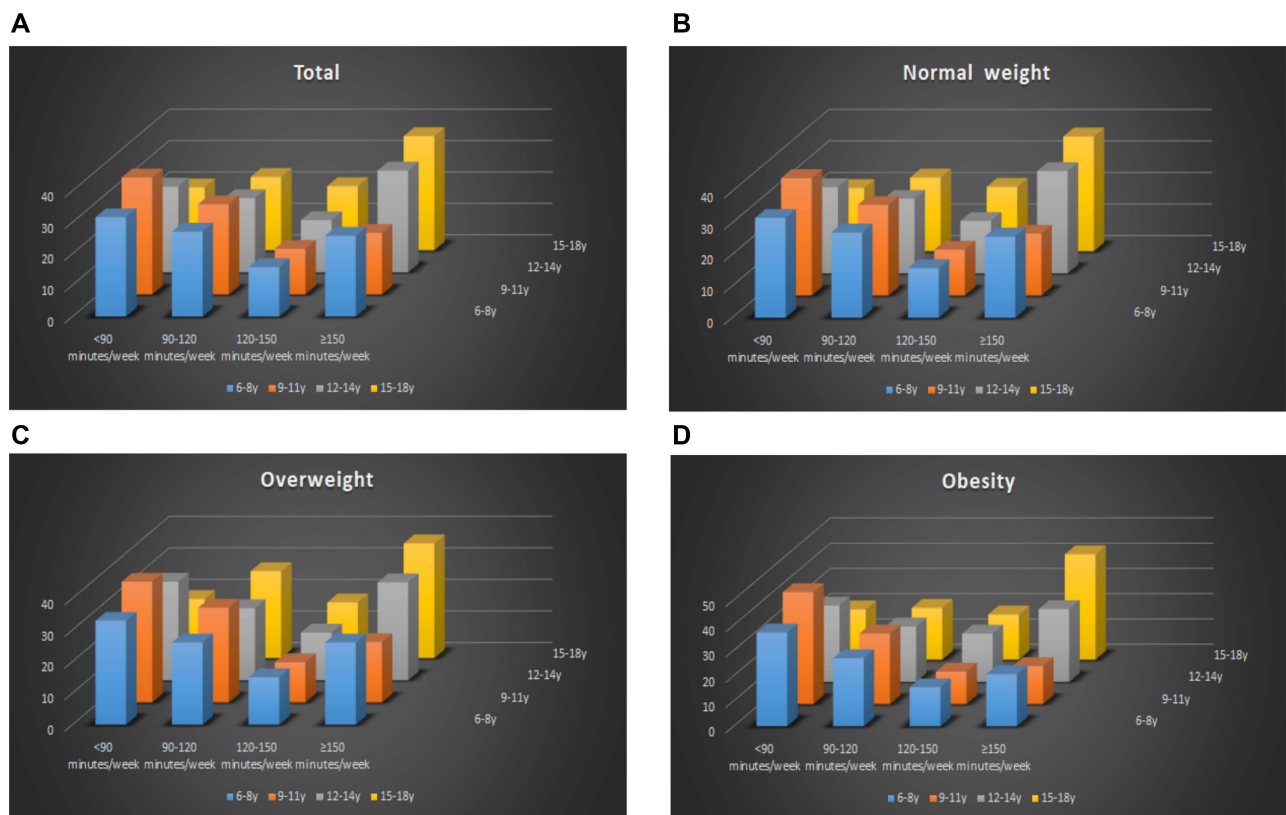 A
Total
40
30
20
10
0
15-18y
12-14y
9-11y
6-8y
<90 90-120 120-150 ≥150
minutes/week minutes/week minutes/week minutes/week
6-8y 9-11y 12-14y 15-18y
B
Normal weight
40
30
20
10
0
15-18y
12-14y
9-11y
6-8y
<90 90-120 120-150 ≥150
minutes/week minutes/week minutes/week minutes/week
6-8y 9-11y 12-14y 15-18y
C
Overweight
40
30
20
10
0
15-18y
12-14y
9-11y
6-8y
<90 90-120 120-150 ≥150
minutes/week minutes/week minutes/week minutes/week
6-8y 9-11y 12-14y 15-18y
D
Obesity
50
40
30
20
10
0
15-18y
12-14y
9-11y
6-8y
<90 90-120 120-150 ≥150
minutes/week minutes/week minutes/week minutes/week
6-8y 9-11y 12-14y 15-18y